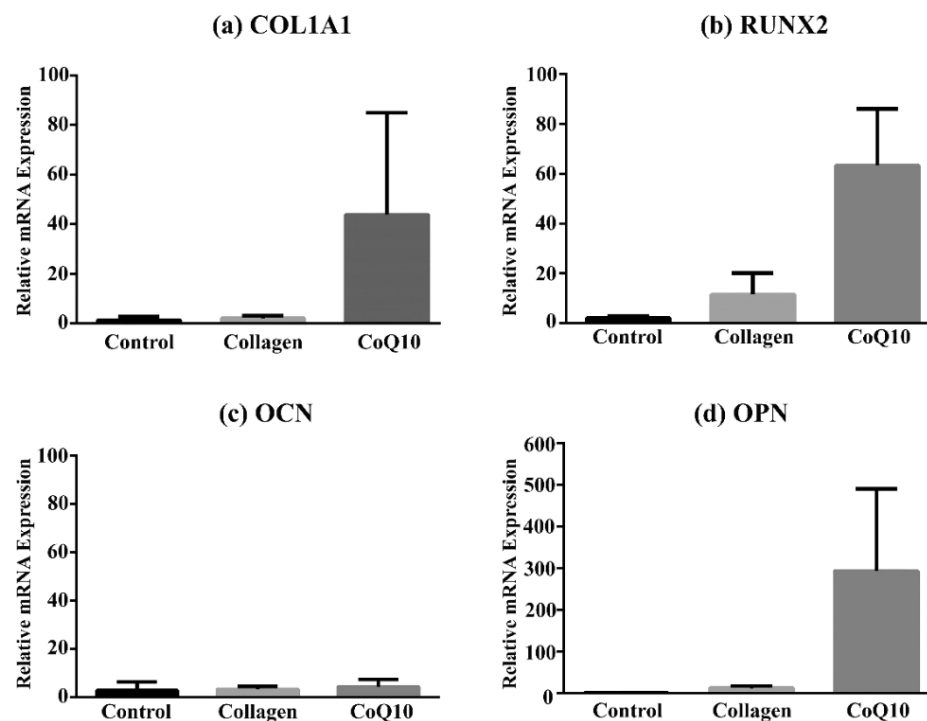 (a) COL1A1
Relative mRNA Expression
100
80
60
40
20
0
Control Collagen CoQ10
(b) RUNX2
Relative mRNA Expression
100
80
60
40
20
0
Control Collagen CoQ10
(c) OCN
Relative mRNA Expression
100
80
60
40
20
0
Control Collagen CoQ10
(d) OPN
Relative mRNA Expression
600
500
400
300
200
100
0
Control Collagen CoQ10